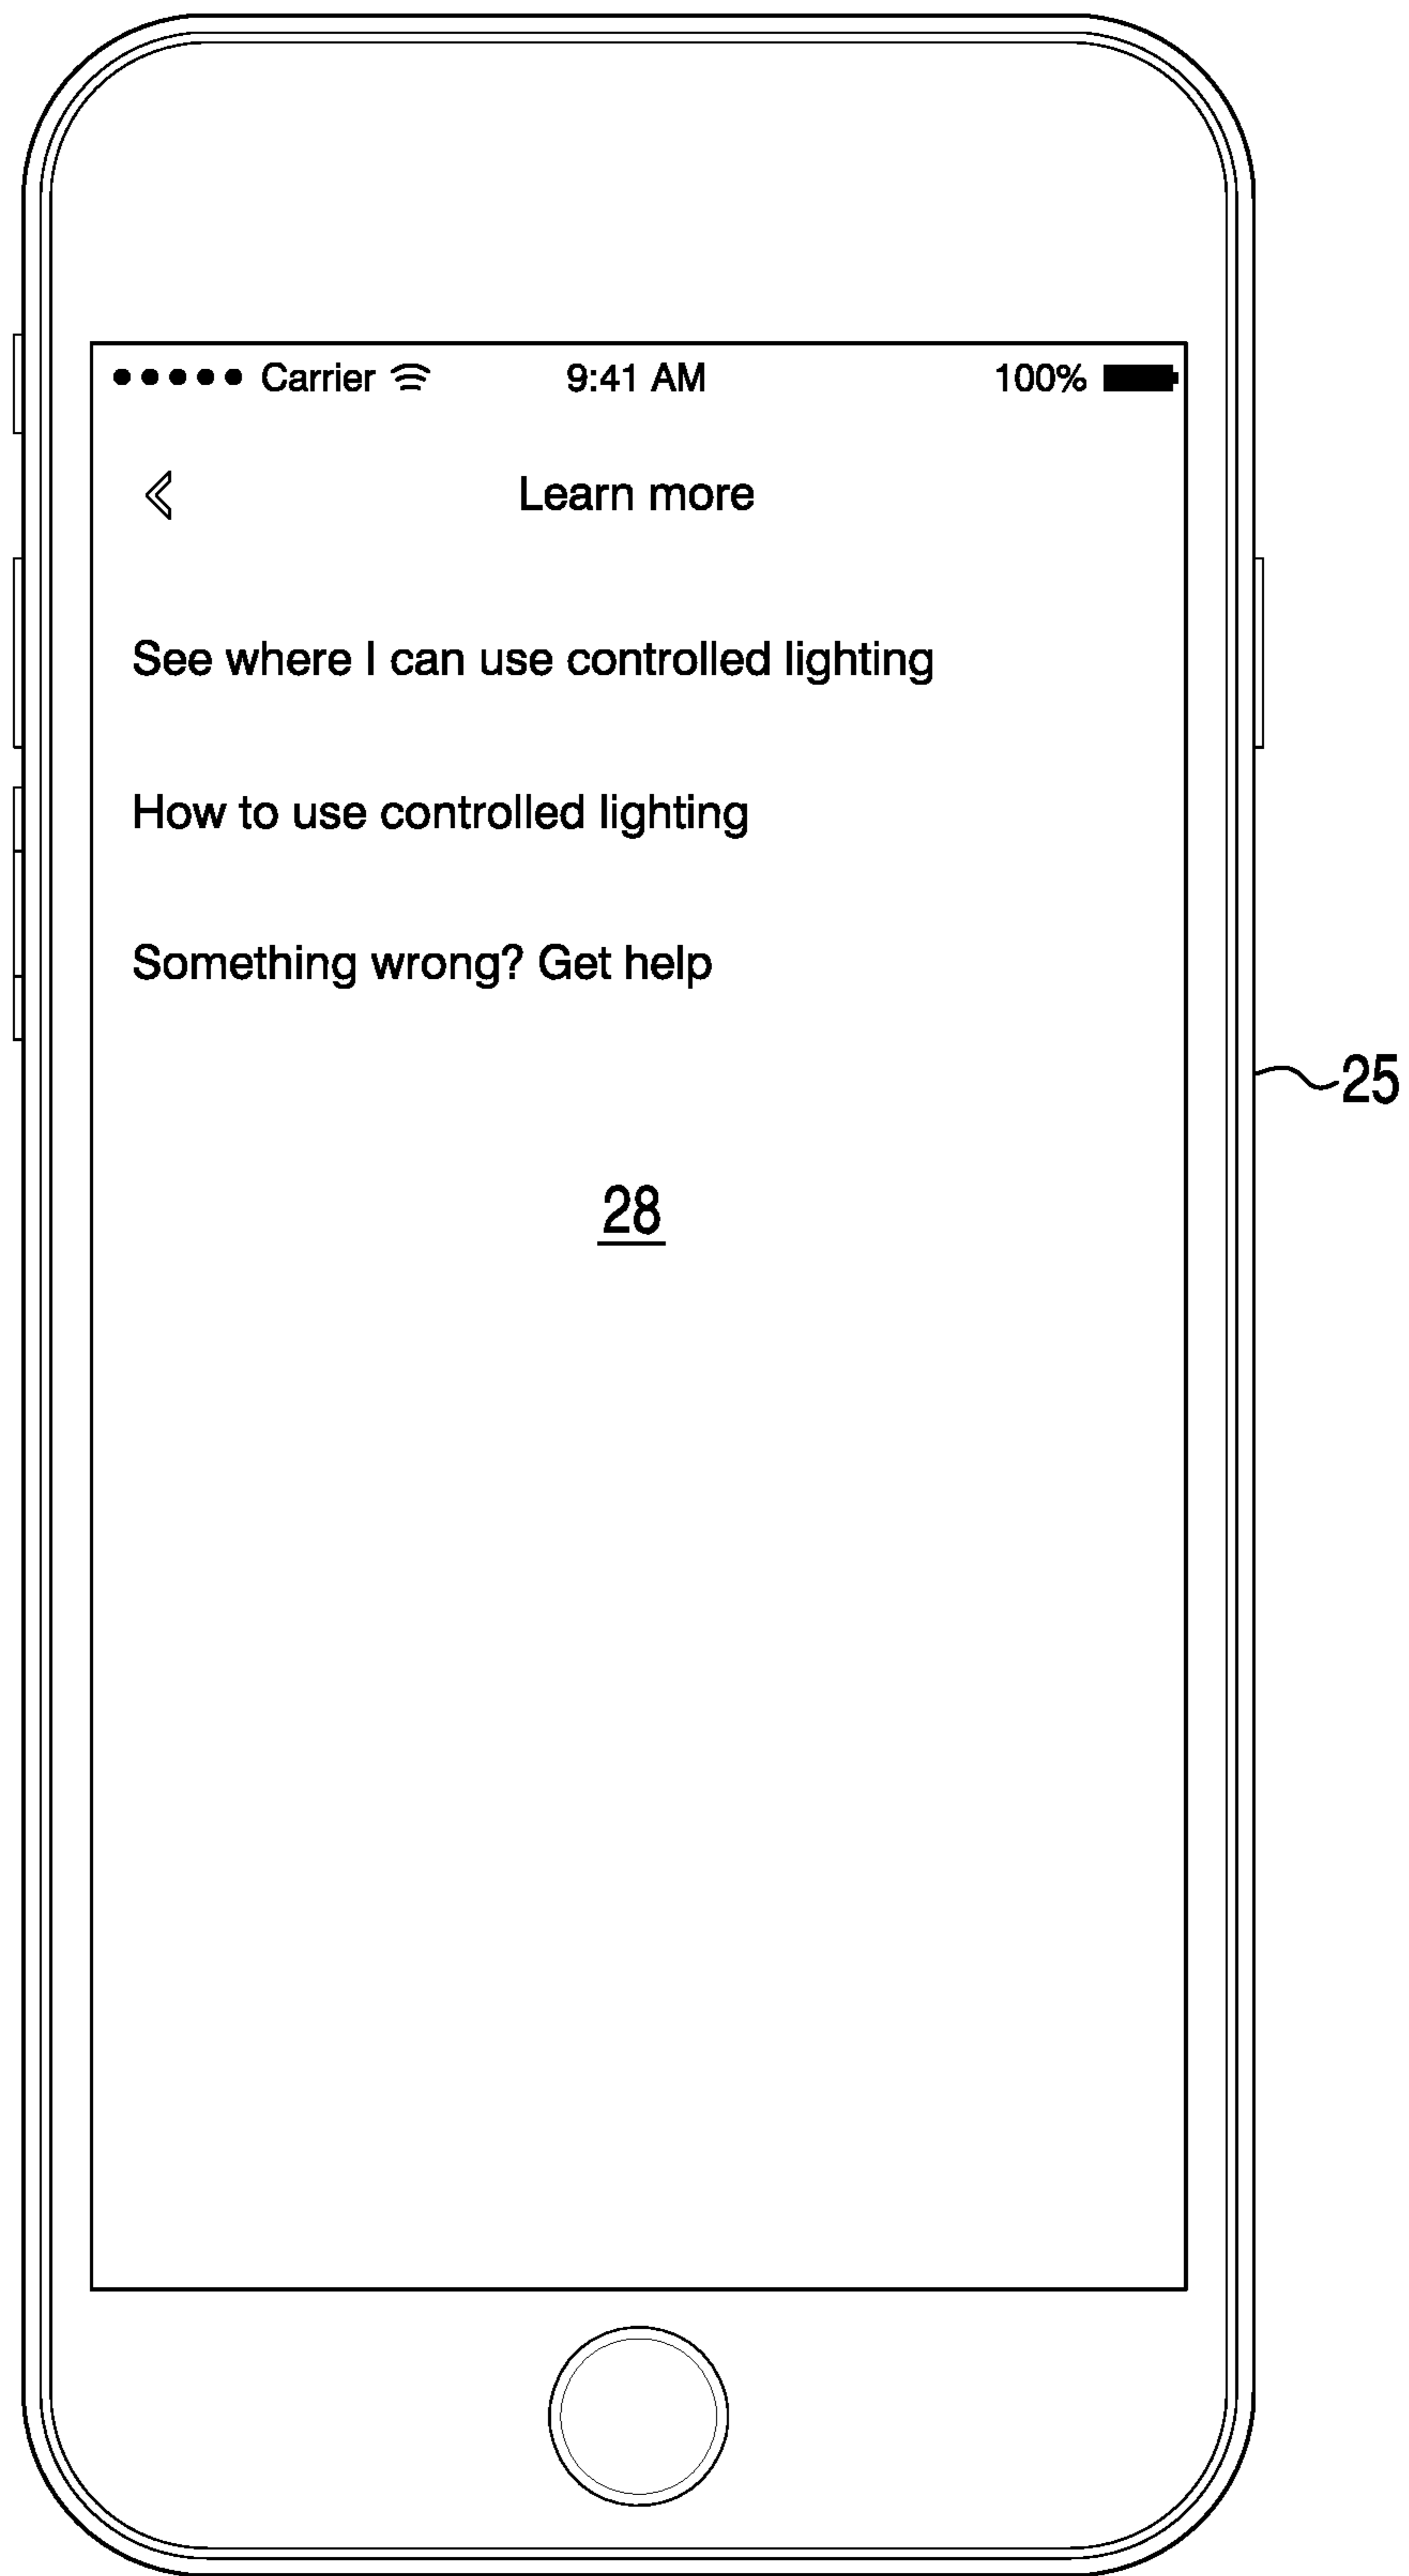 Carrier 9:41 AM 100%
Learn more
See where I can use controlled lighting
How to use controlled lighting
Something wrong? Get help
25
28